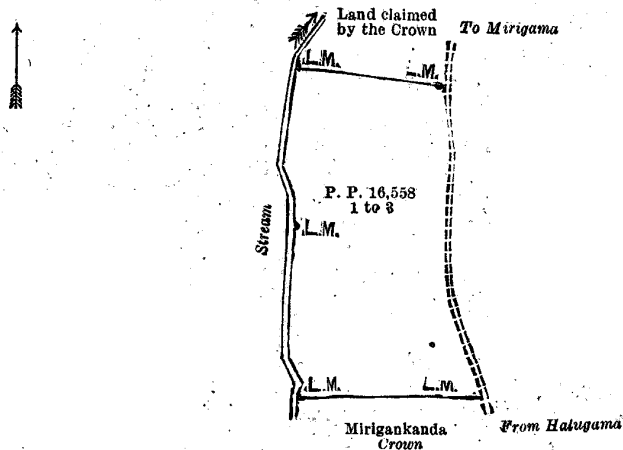 Land claimed
by the Crown
To Mirigama
L.M.
L.M.
P. P. 16,558
1 to 3
Stream
L.M.
L.M.
L.M.
Mirigankanda
Crown
From Halugama